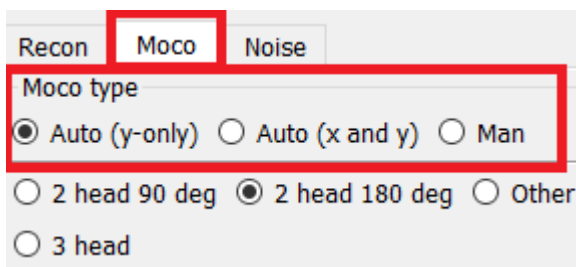 Recon Moco Noise
Moco type
Auto (y-only) Auto (x and y) Man
2 head 90 deg 2 head 180 deg Other
3 head